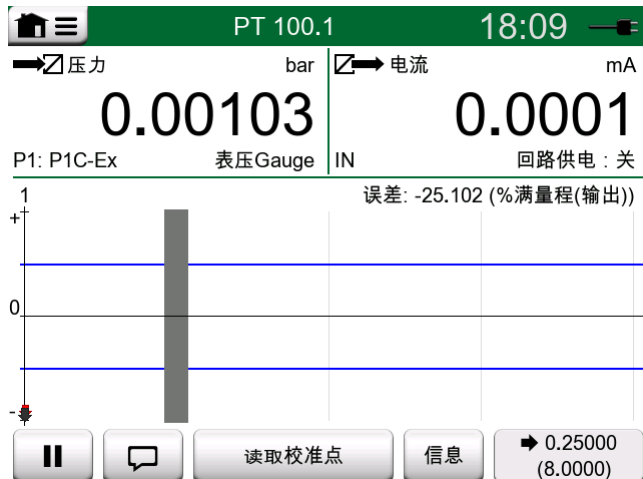 PT 100.1 18:09
压力 bar
0.00103
P1: P1C-Ex 表压Gauge
电流 mA
0.0001
IN 回路供电：关
误差: -25.102 (%满量程(输出))
1
+
0
-
读取校准点
信息
0.25000
(8.0000)